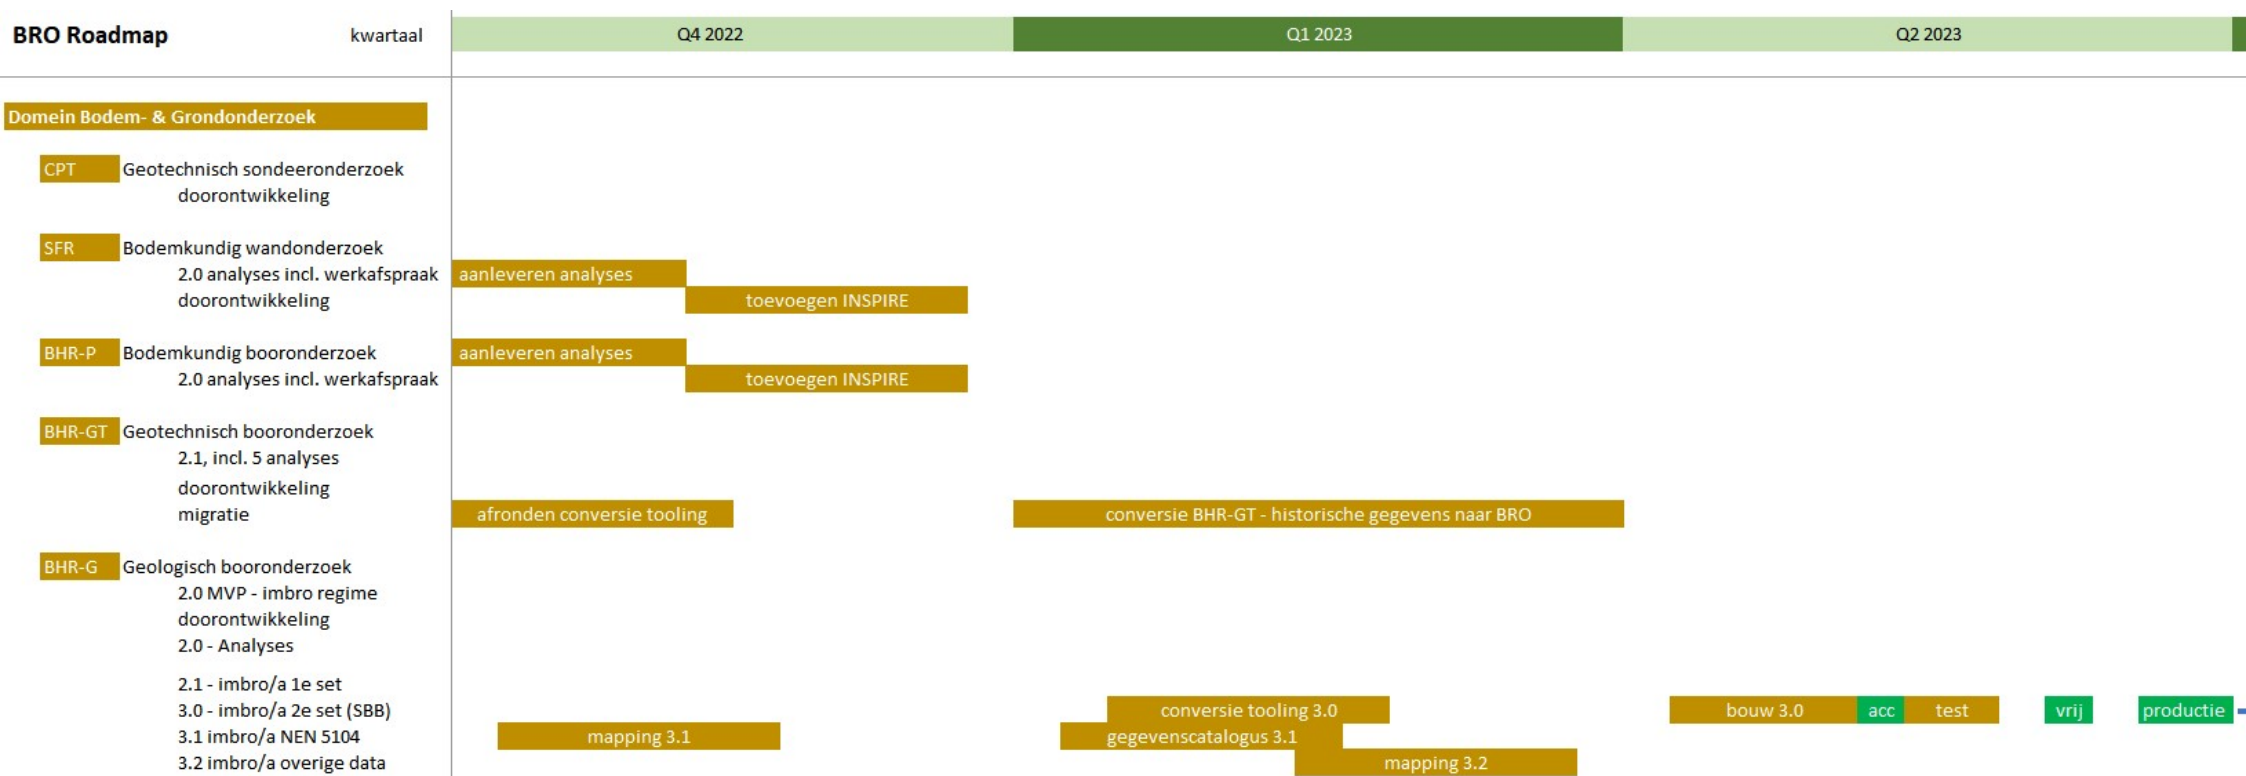 BRO Roadmap kwartaal Q4 2022 Q1 2023 Q2 2023
Domein Bodem- & Grondonderzoek
CPT Geotechnisch sondeeronderzoek
doorontwikkeling
SFR Bodemkundig wandonderzoek
2.0 analyses incl. werkafspraak aanleveren analyses
doorontwikkeling toevoegen INSPIRE
BHR-P Bodemkundig booronderzoek aanleveren analyses
2.0 analyses incl. werkafspraak toevoegen INSPIRE
BHR-GT Geotechnisch booronderzoek
2.1, incl. 5 analyses
doorontwikkeling
migratie afronden conversie tooling conversie BHR-GT - historische gegevens naar BRO
BHR-G Geologisch booronderzoek
2.0 MVP - imbro regime
doorontwikkeling
2.0 - Analyses
2.1 - imbro/a 1e set
3.0 - imbro/a 2e set (SBB) conversie tooling 3.0 bouw 3.0 acc test vrij productie
3.1 imbro/a NEN 5104 mapping 3.1 gegevenscatalogus 3.1
3.2 imbro/a overige data mapping 3.2